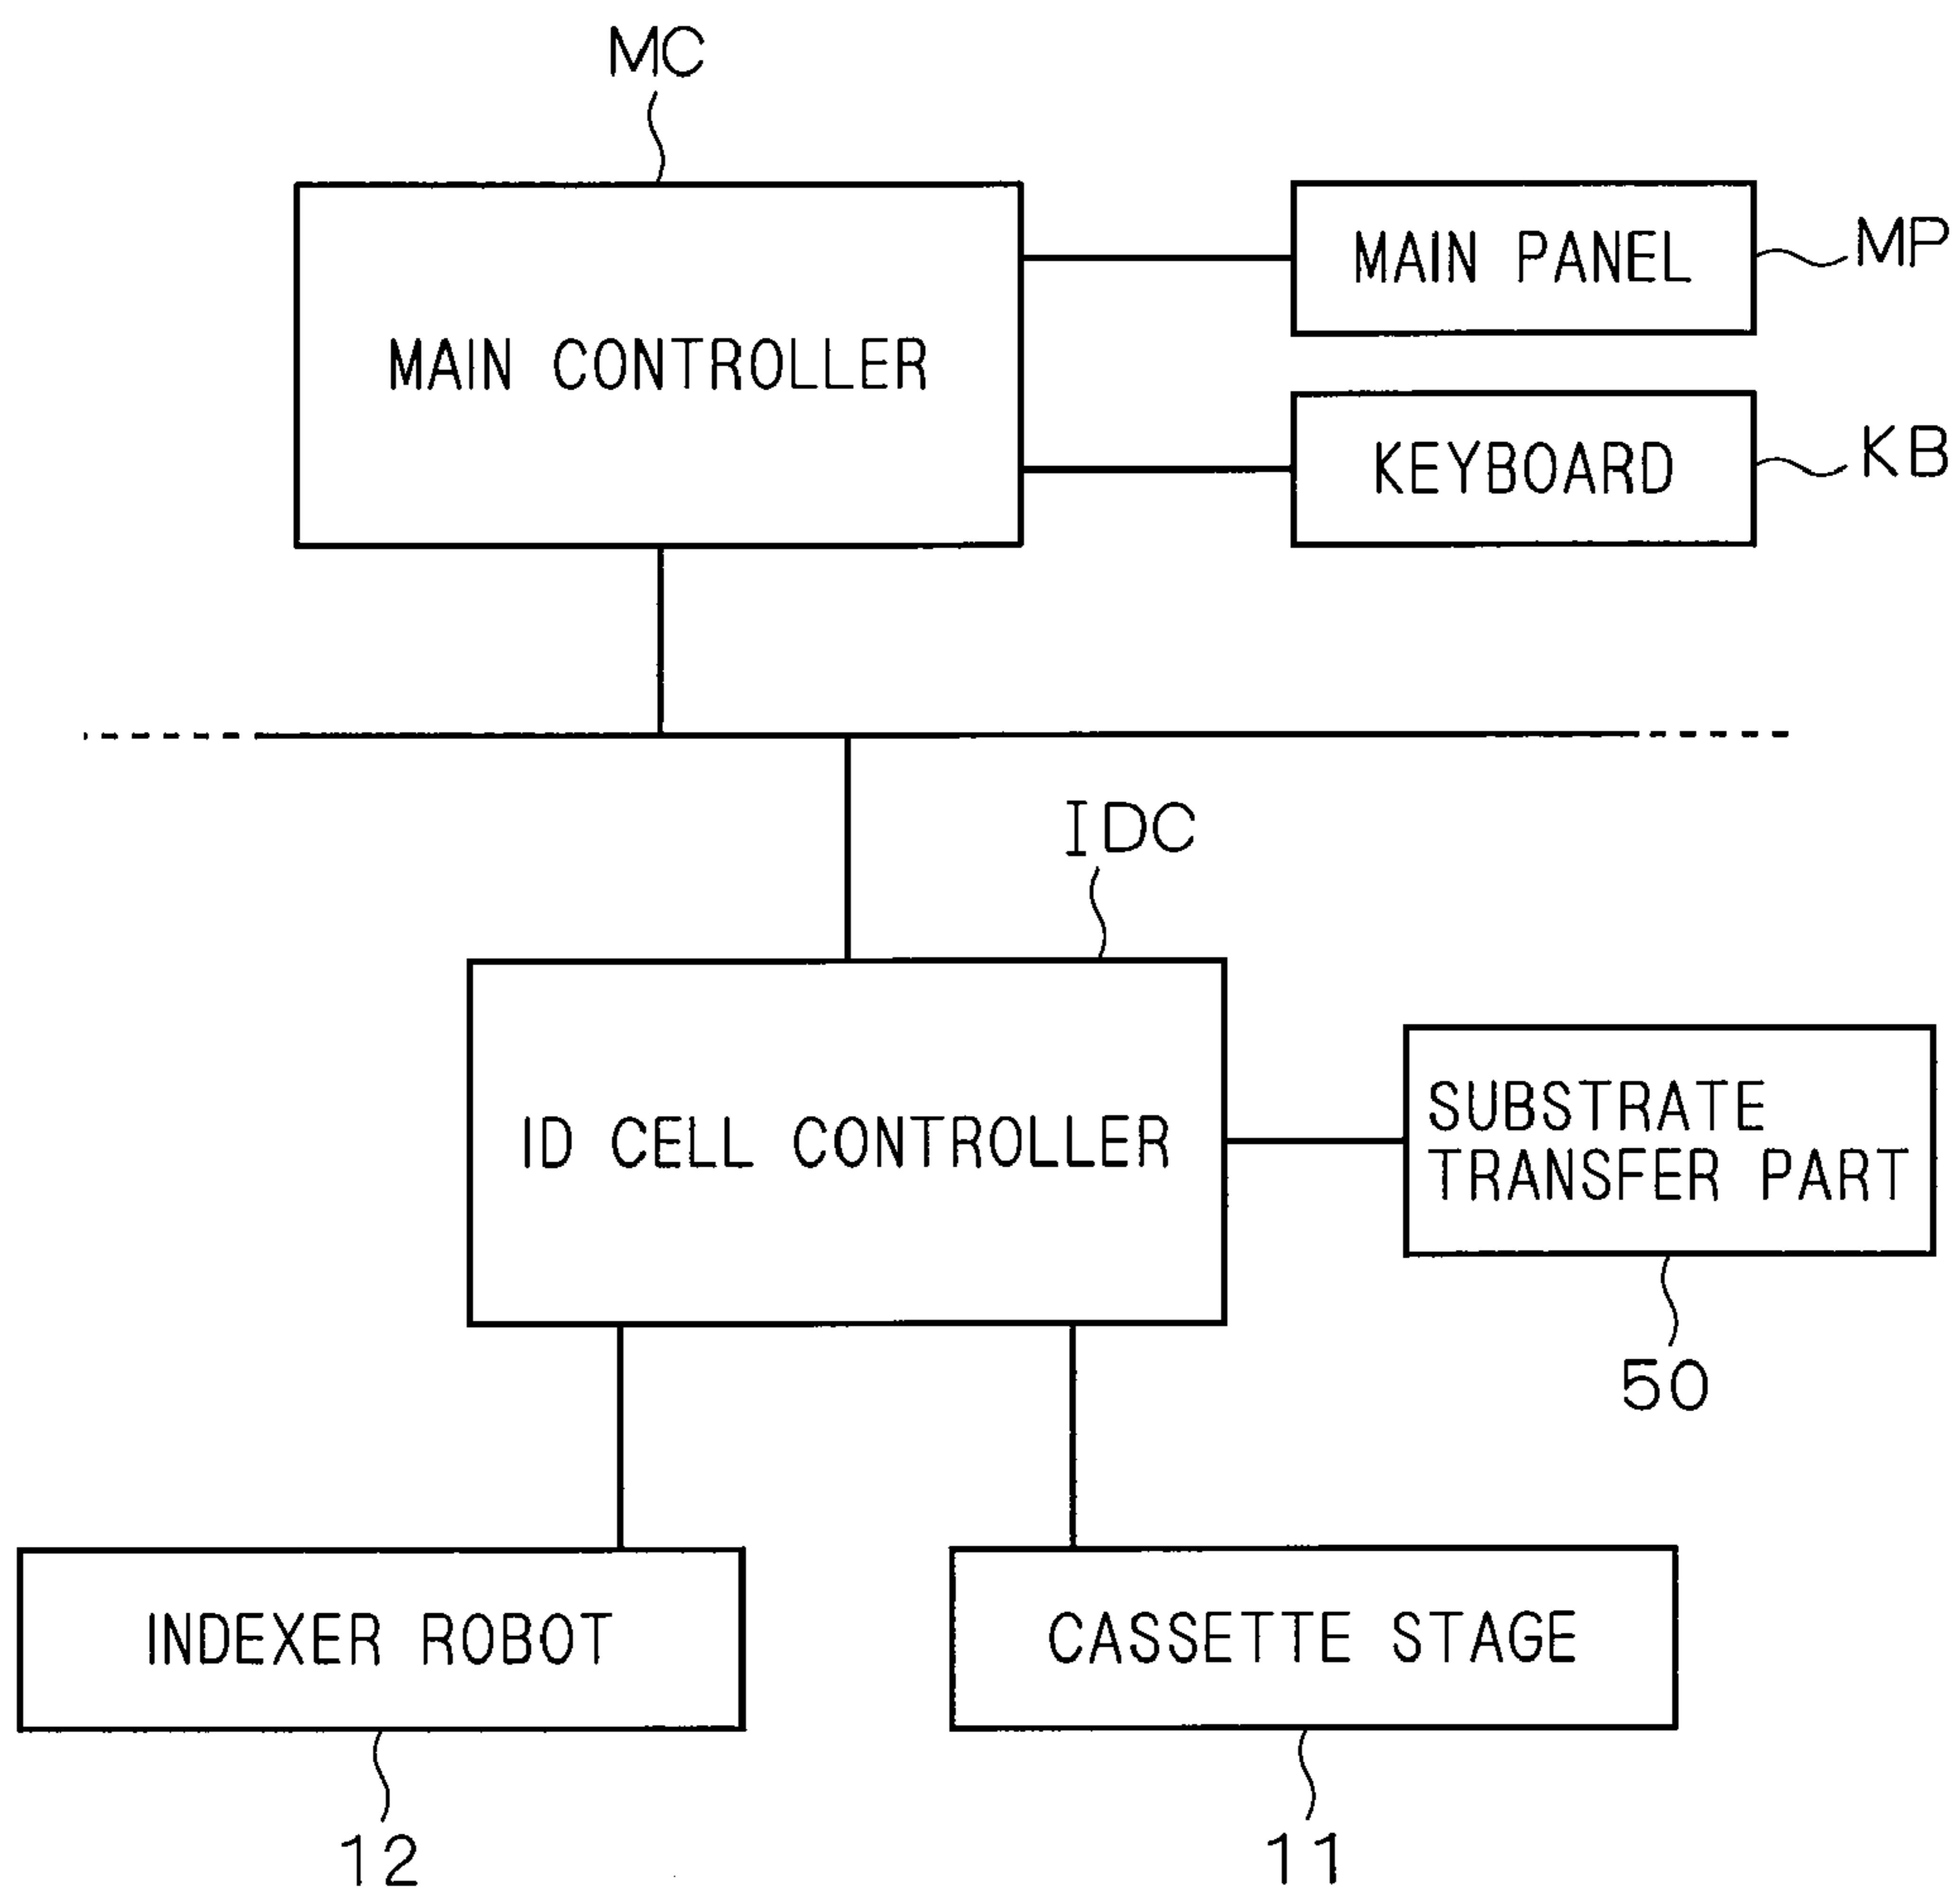 MC
MAIN CONTROLLER
MAIN PANEL
MP
KEYBOARD
KB
IDC
ID CELL CONTROLLER
SUBSTRATE
TRANSFER PART
50
INDEXER ROBOT
CASSETTE STAGE
12
11